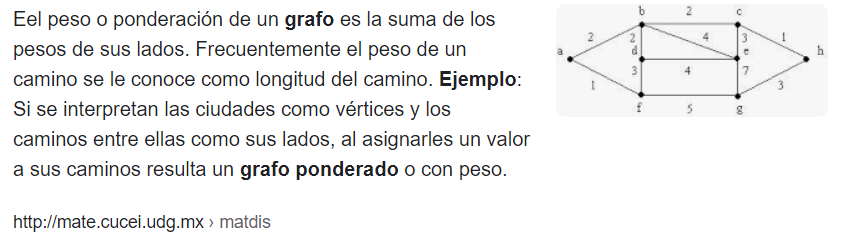 Eel peso o ponderación de un grafo es la suma de los
pesos de sus lados. Frecuentemente el peso de un
camino se le conoce como longitud del camino. Ejemplo:
Si se interpretan las ciudades como vértices y los
caminos entre ellas como sus lados, al asignarles un valor
a sus caminos resulta un grafo ponderado o con peso.
http://mate.cucei.udg.mx › matdis
b 2 c
2 2 4 3 1
a d e h
1 3 4 7 3
f 5 g